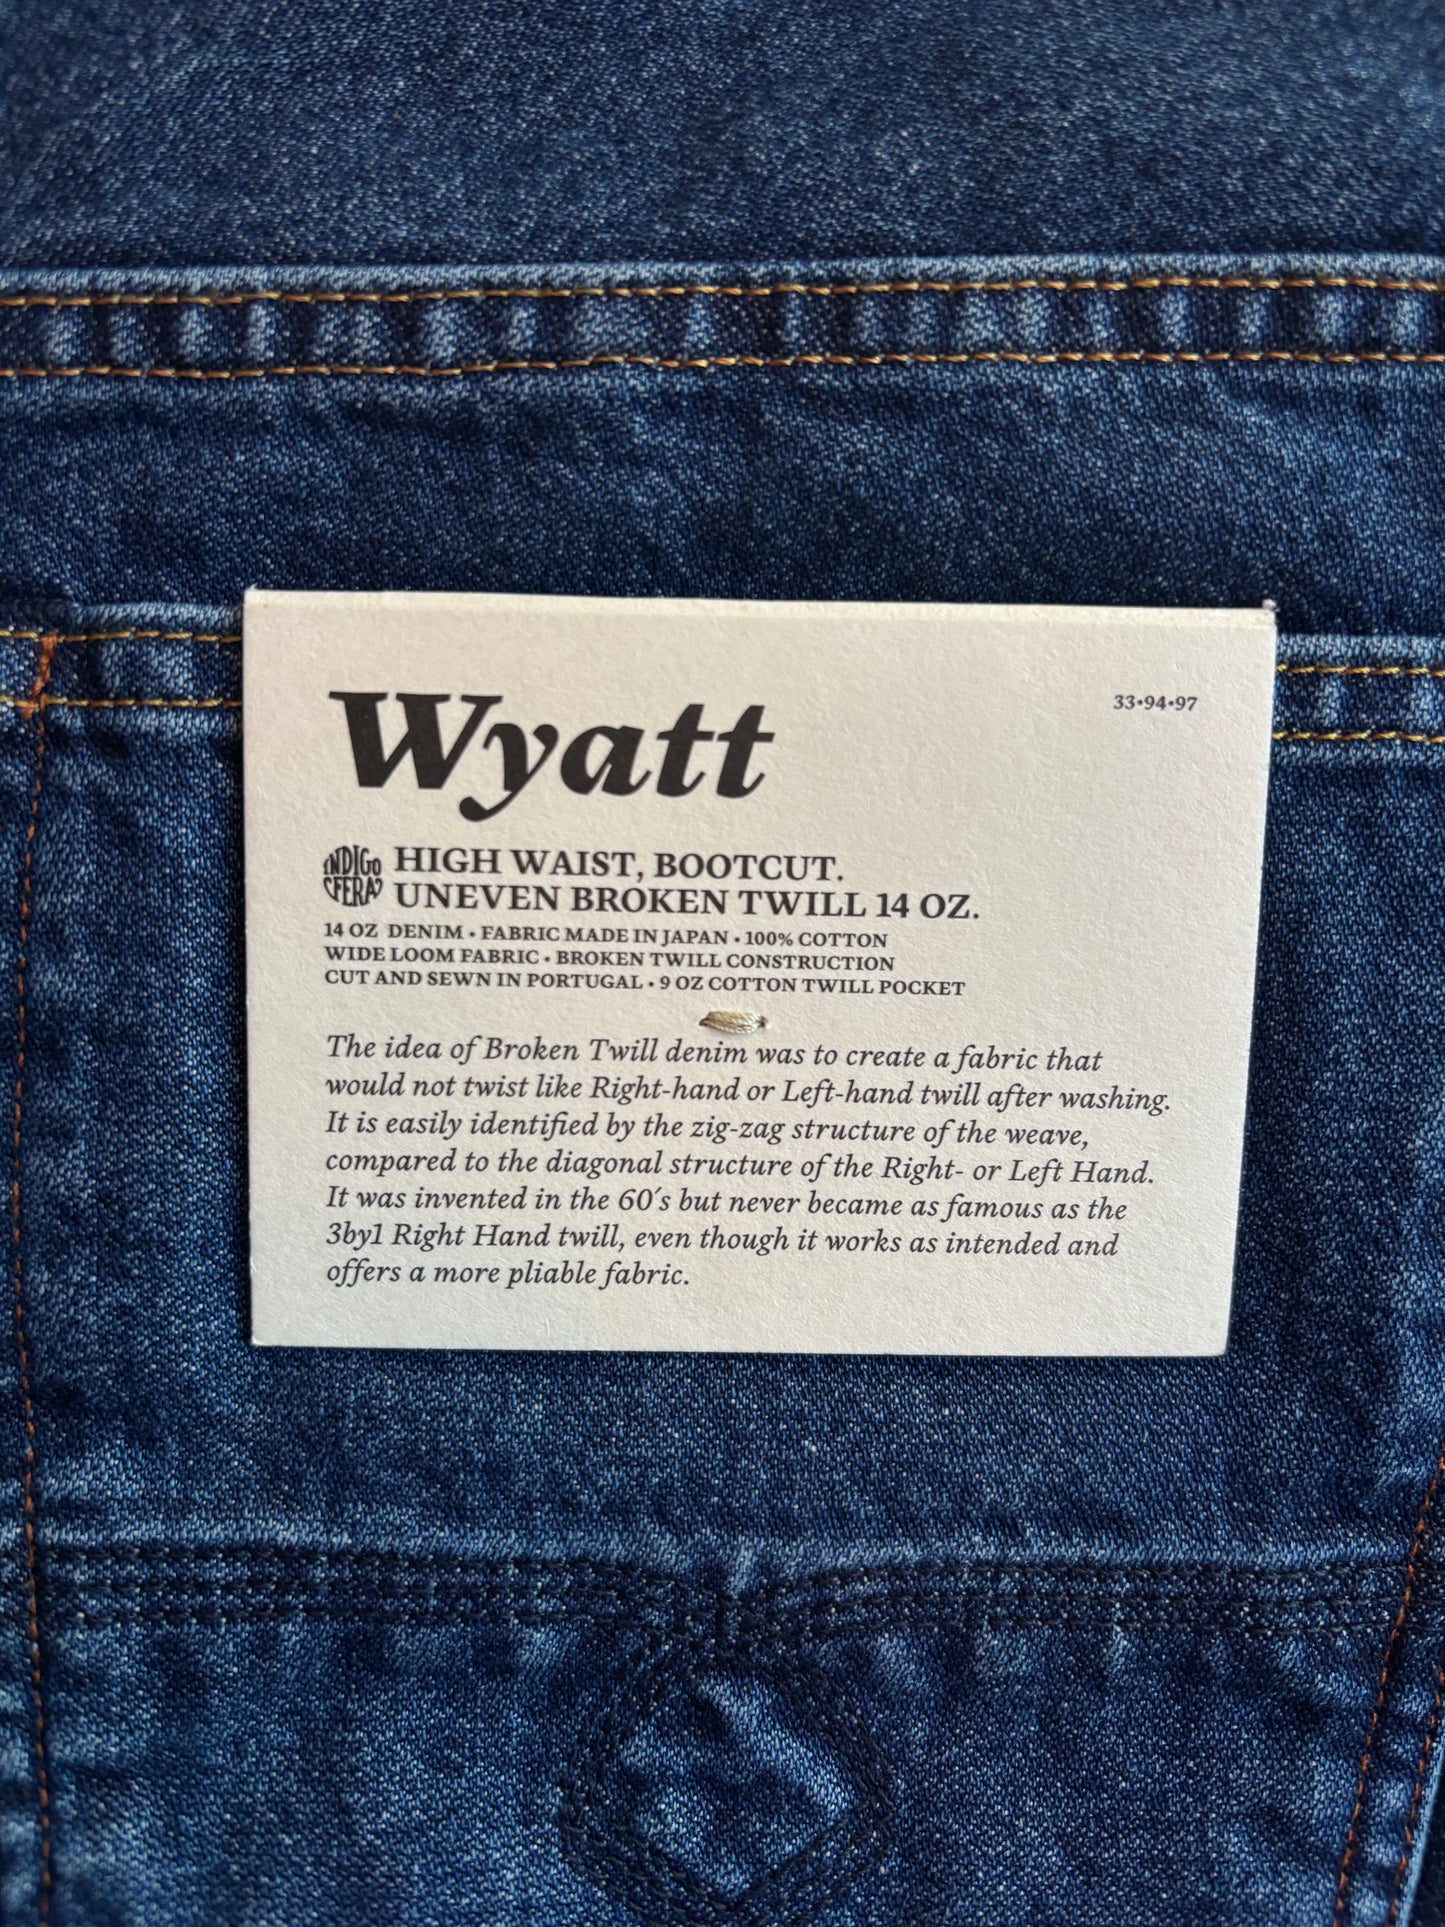 Wyatt
33•94•97
INDIGO
FERA
HIGH WAIST, BOOTCUT.
UNEVEN BROKEN TWILL 14 OZ.
14 OZ DENIM • FABRIC MADE IN JAPAN • 100% COTTON
WIDE LOOM FABRIC • BROKEN TWILL CONSTRUCTION
CUT AND SEWN IN PORTUGAL • 9 OZ COTTON TWILL POCKET
The idea of Broken Twill denim was to create a fabric that
would not twist like Right-hand or Left-hand twill after washing.
It is easily identified by the zig-zag structure of the weave,
compared to the diagonal structure of the Right- or Left Hand.
It was invented in the 60´s but never became as famous as the
3by1 Right Hand twill, even though it works as intended and
offers a more pliable fabric.